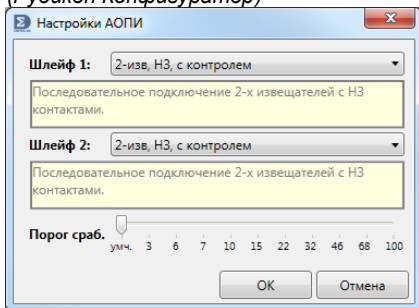 (Рубикон-конфигуратор)
Настройки АОПИ
Шлейф 1: 2-изв, НЗ, с контролем
Последовательное подключение 2-х извещателей с НЗ
контактами.
Шлейф 2: 2-изв, НЗ, с контролем
Последовательное подключение 2-х извещателей с НЗ
контактами.
Порог сраб.
умч. 3 6 7 10 15 22 32 46 68 100
ОК Отмена